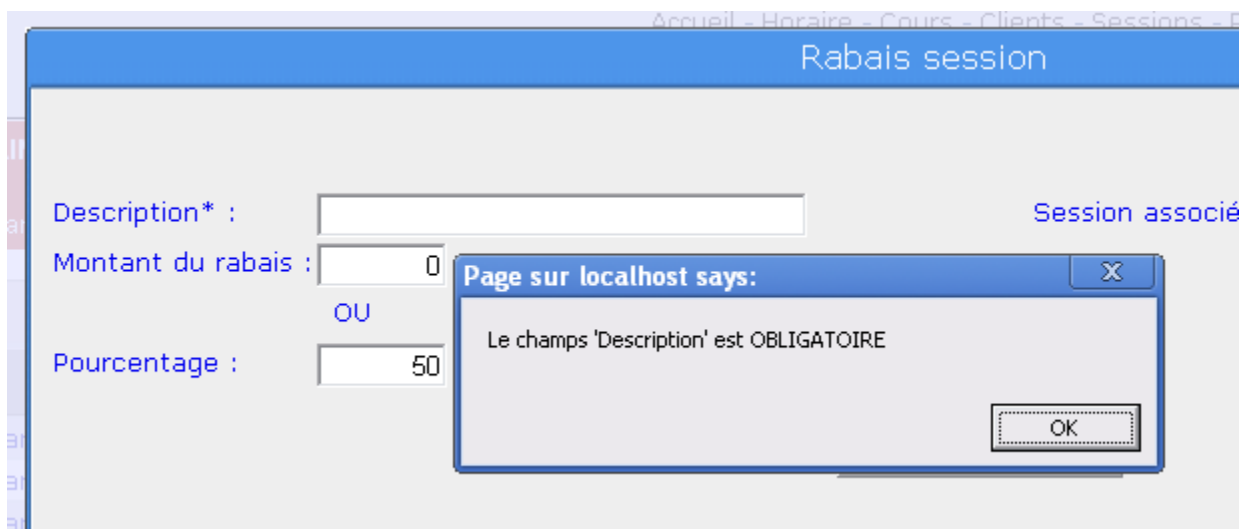 Accueil - Horaire - Cours - Clients - Sessions -
Rabais session
Description* :
Session associé
Montant du rabais :
0
OU
Pourcentage :
50
Page sur localhost says:
X
Le champs 'Description' est OBLIGATOIRE
OK